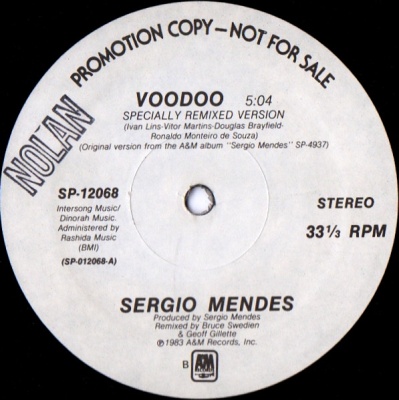 PROMOTION COPY—NOT FOR SALE
NOLAN
VOODOO 5:04
SPECIALLY REMIXED VERSION
(Ivan Lins-Vitor Martins-Douglas Brayfield-
Ronaldo Monteiro de Souza)
(Original version from the A&M album "Sergio Mendes" SP-4937)
SP-12068
Intersong Music/
Dinorah Music.
Administered by
Rashida Music
(BMI)
(SP-012068-A)
STEREO
33⅓ RPM
SERGIO MENDES
Produced by Sergio Mendes
Remixed by Bruce Swedien
& Geoff Gillette
℗1983 A&M Records, Inc.
B
A&M